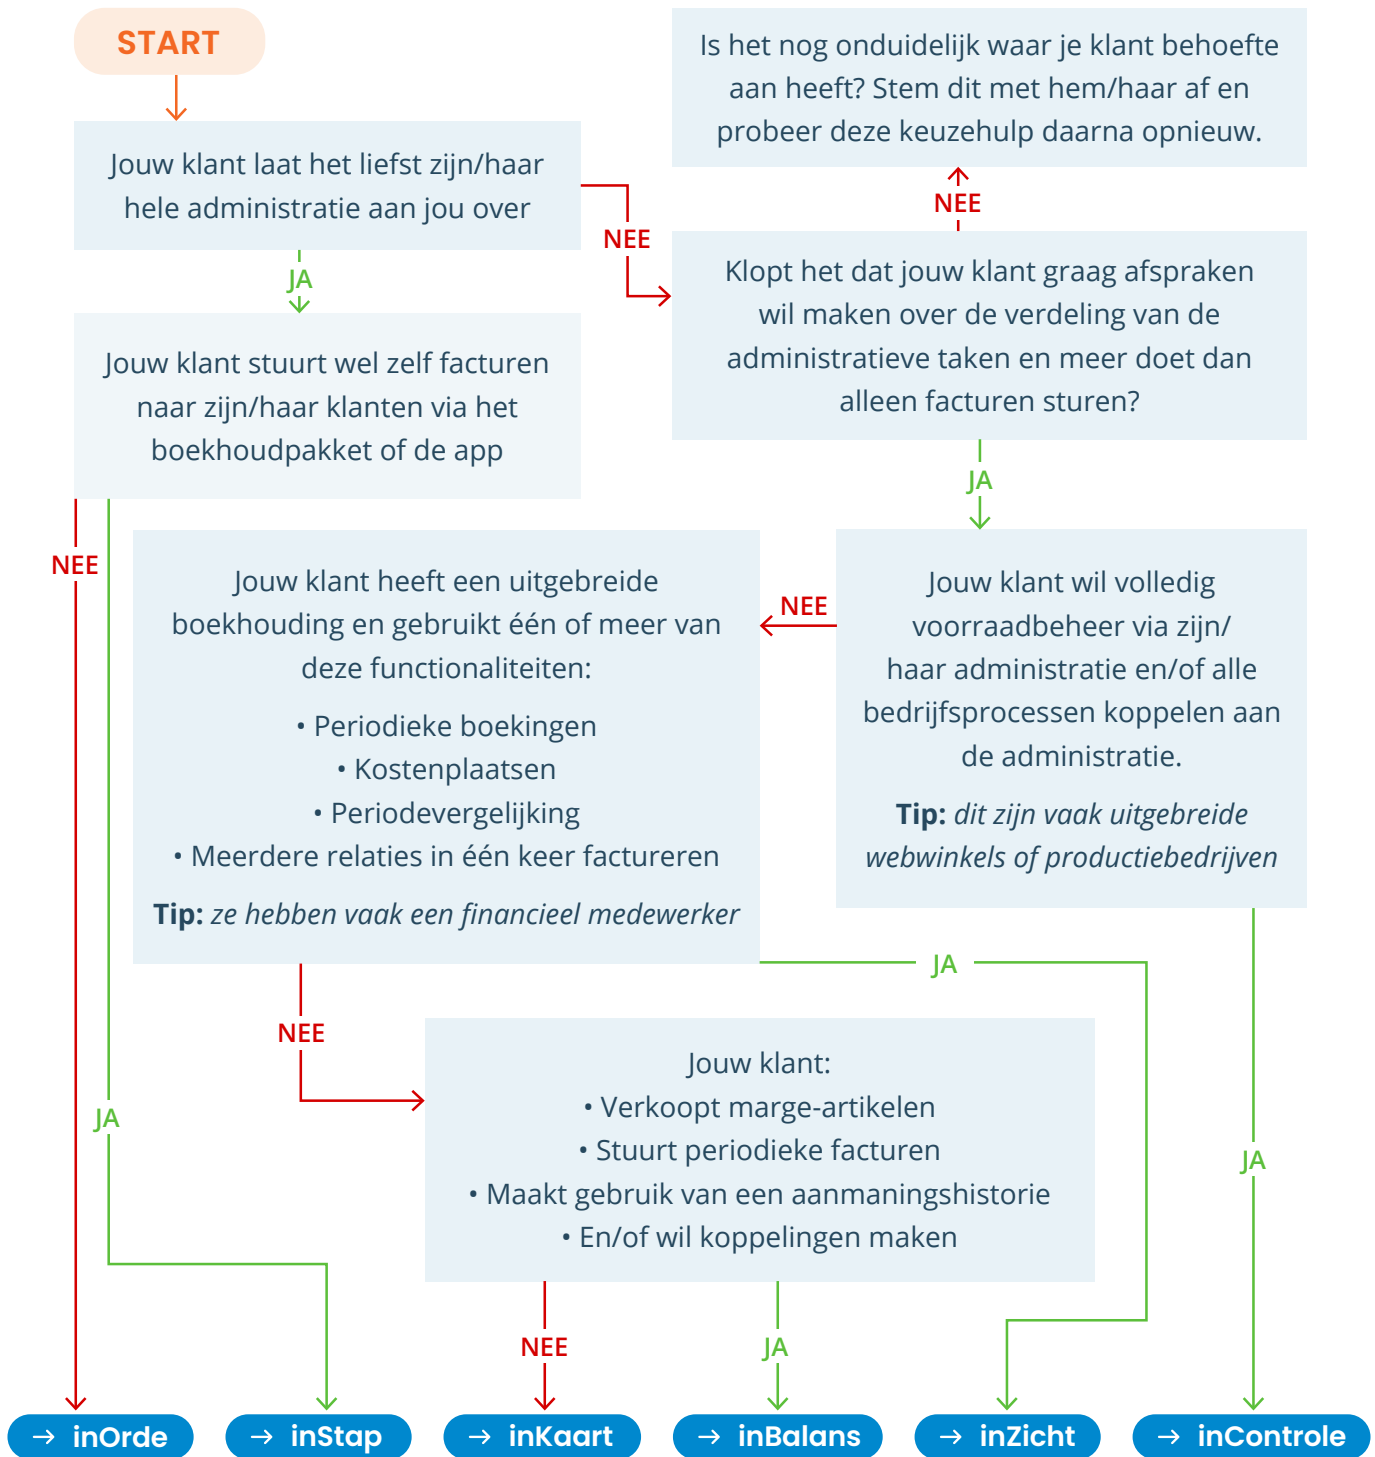 START
Jouw klant laat het liefst zijn/haar
hele administratie aan jou over
NEE
JA
Is het nog onduidelijk waar je klant behoefte
aan heeft? Stem dit met hem/haar af en
probeer deze keuzehulp daarna opnieuw.
NEE
Klopt het dat jouw klant graag afspraken
wil maken over de verdeling van de
administratieve taken en meer doet dan
alleen facturen sturen?
JA
Jouw klant stuurt wel zelf facturen
naar zijn/haar klanten via het
boekhoudpakket of de app
NEE
JA
Jouw klant wil volledig
voorraadbeheer via zijn/
haar administratie en/of alle
bedrijfsprocessen koppelen aan
de administratie.
Tip: dit zijn vaak uitgebreide
webwinkels of productiebedrijven
NEE
JA
Jouw klant heeft een uitgebreide
boekhouding en gebruikt één of meer van
deze functionaliteiten:
• Periodieke boekingen
• Kostenplaatsen
• Periodevergelijking
• Meerdere relaties in één keer factureren
Tip: ze hebben vaak een financieel medewerker
JA
NEE
Jouw klant:
• Verkoopt marge-artikelen
• Stuurt periodieke facturen
• Maakt gebruik van een aanmaningshistorie
• En/of wil koppelingen maken
NEE
JA
→ inOrde
→ inStap
→ inKaart
→ inBalans
→ inZicht
→ inControle